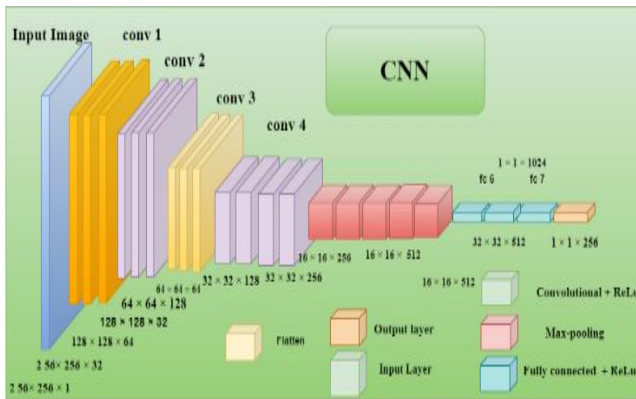 Input Image
conv 1
conv 2
conv 3
conv 4
CNN
1 × 1 × 1024
fc 6
fc 7
16 × 16 × 256
16 × 16 × 512
32 × 32 × 512
1 × 1 × 256
64 × 64 × 64
32 × 32 × 128
32 × 32 × 256
16 × 16 × 512
64 × 64 × 128
128 × 128 × 32
128 × 128 × 64
2 56× 256 × 32
2 56× 256 × 1
Flatten
Output layer
Input Layer
Convolutional + ReLu
Max-pooling
Fully connected + ReLu